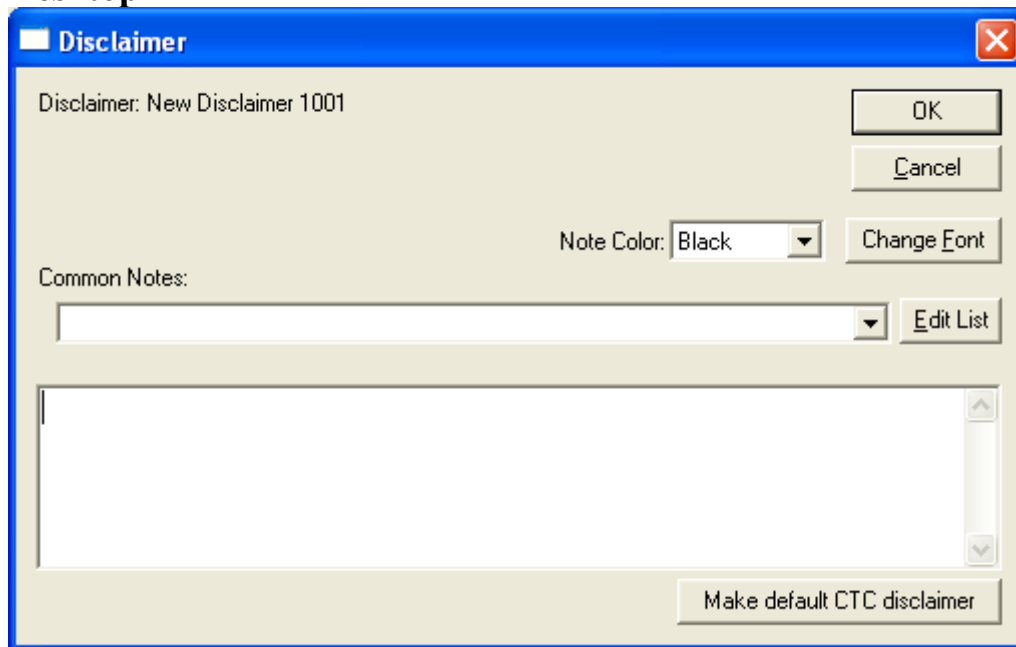 Disclaimer
Disclaimer: New Disclaimer 1001
OK
Cancel
Note Color: Black
Change Font
Common Notes:
Edit List
Make default CTC disclaimer